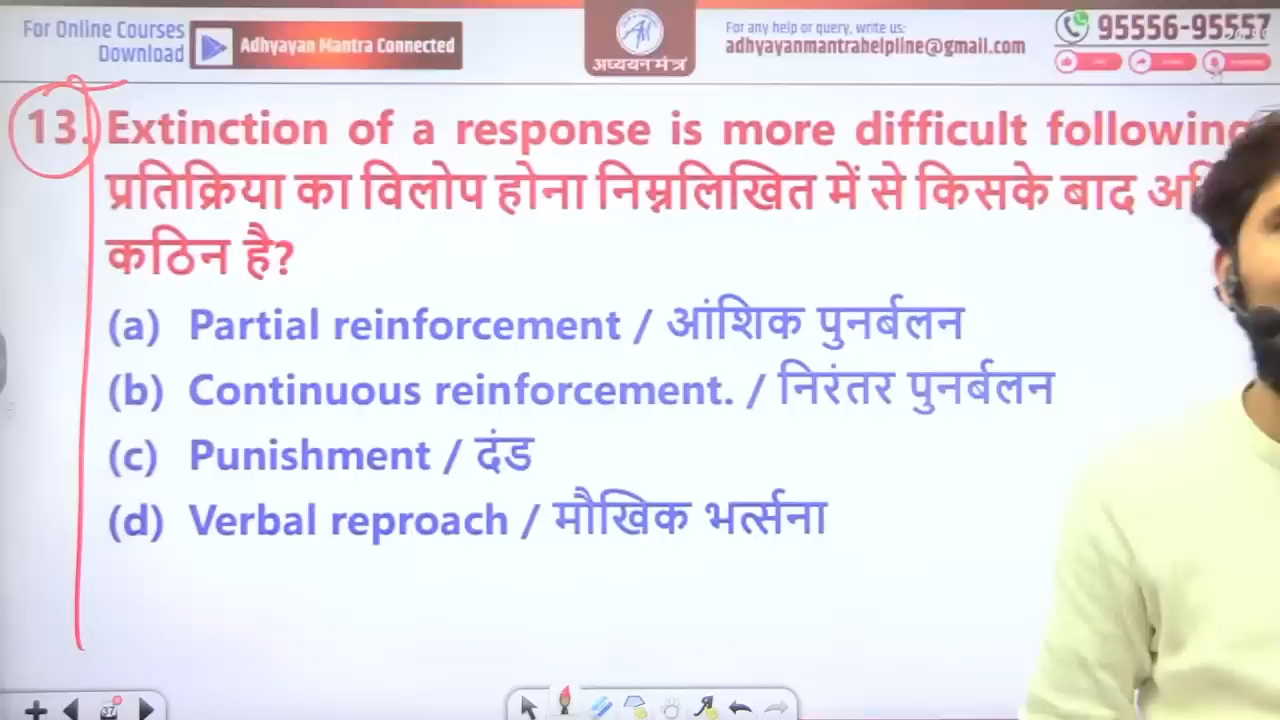 For Online Courses
Download
Adhyayan Mantra Connected
अध्ययन मंत्र
For any help or query, write us:
adhyayanmantrahelpline@gmail.com
95556-95557
13. Extinction of a response is more difficult following
प्रतिक्रिया का विलोप होना निम्नलिखित में से किसके बाद
कठिन है?
(a) Partial reinforcement / आंशिक पुनर्बलन
(b) Continuous reinforcement. / निरंतर पुनर्बलन
(c) Punishment / दंड
(d) Verbal reproach / मौखिक भर्त्सना